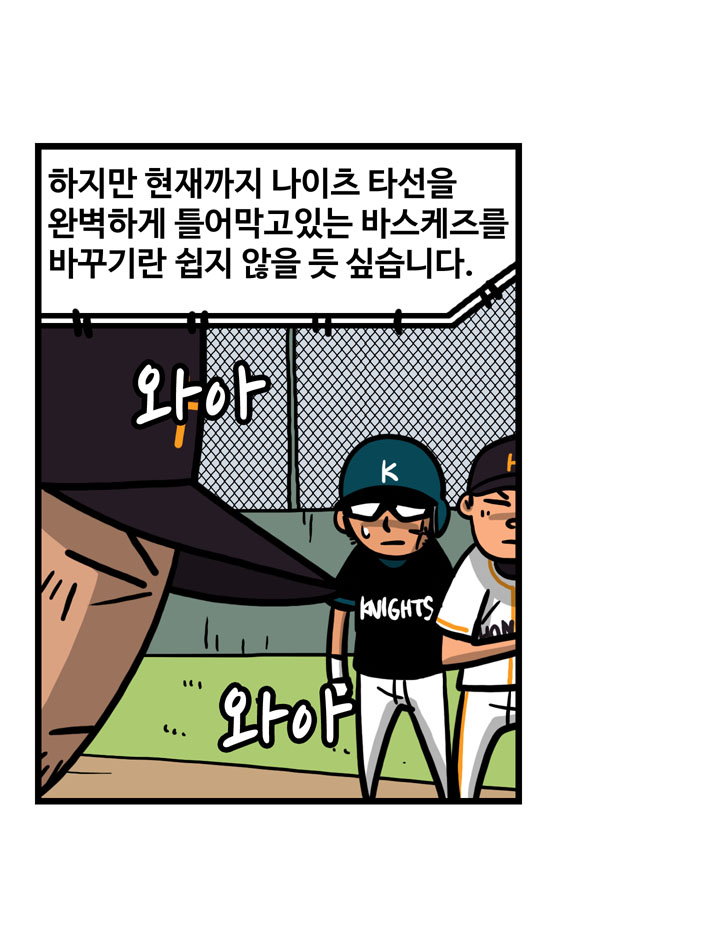 하지만 현재까지 나이츠 타선을
완벽하게 틀어막고있는 바스케즈를
바꾸기란 쉽지 않을 듯 싶습니다.
와아
K
H
KNIGHTS
와아